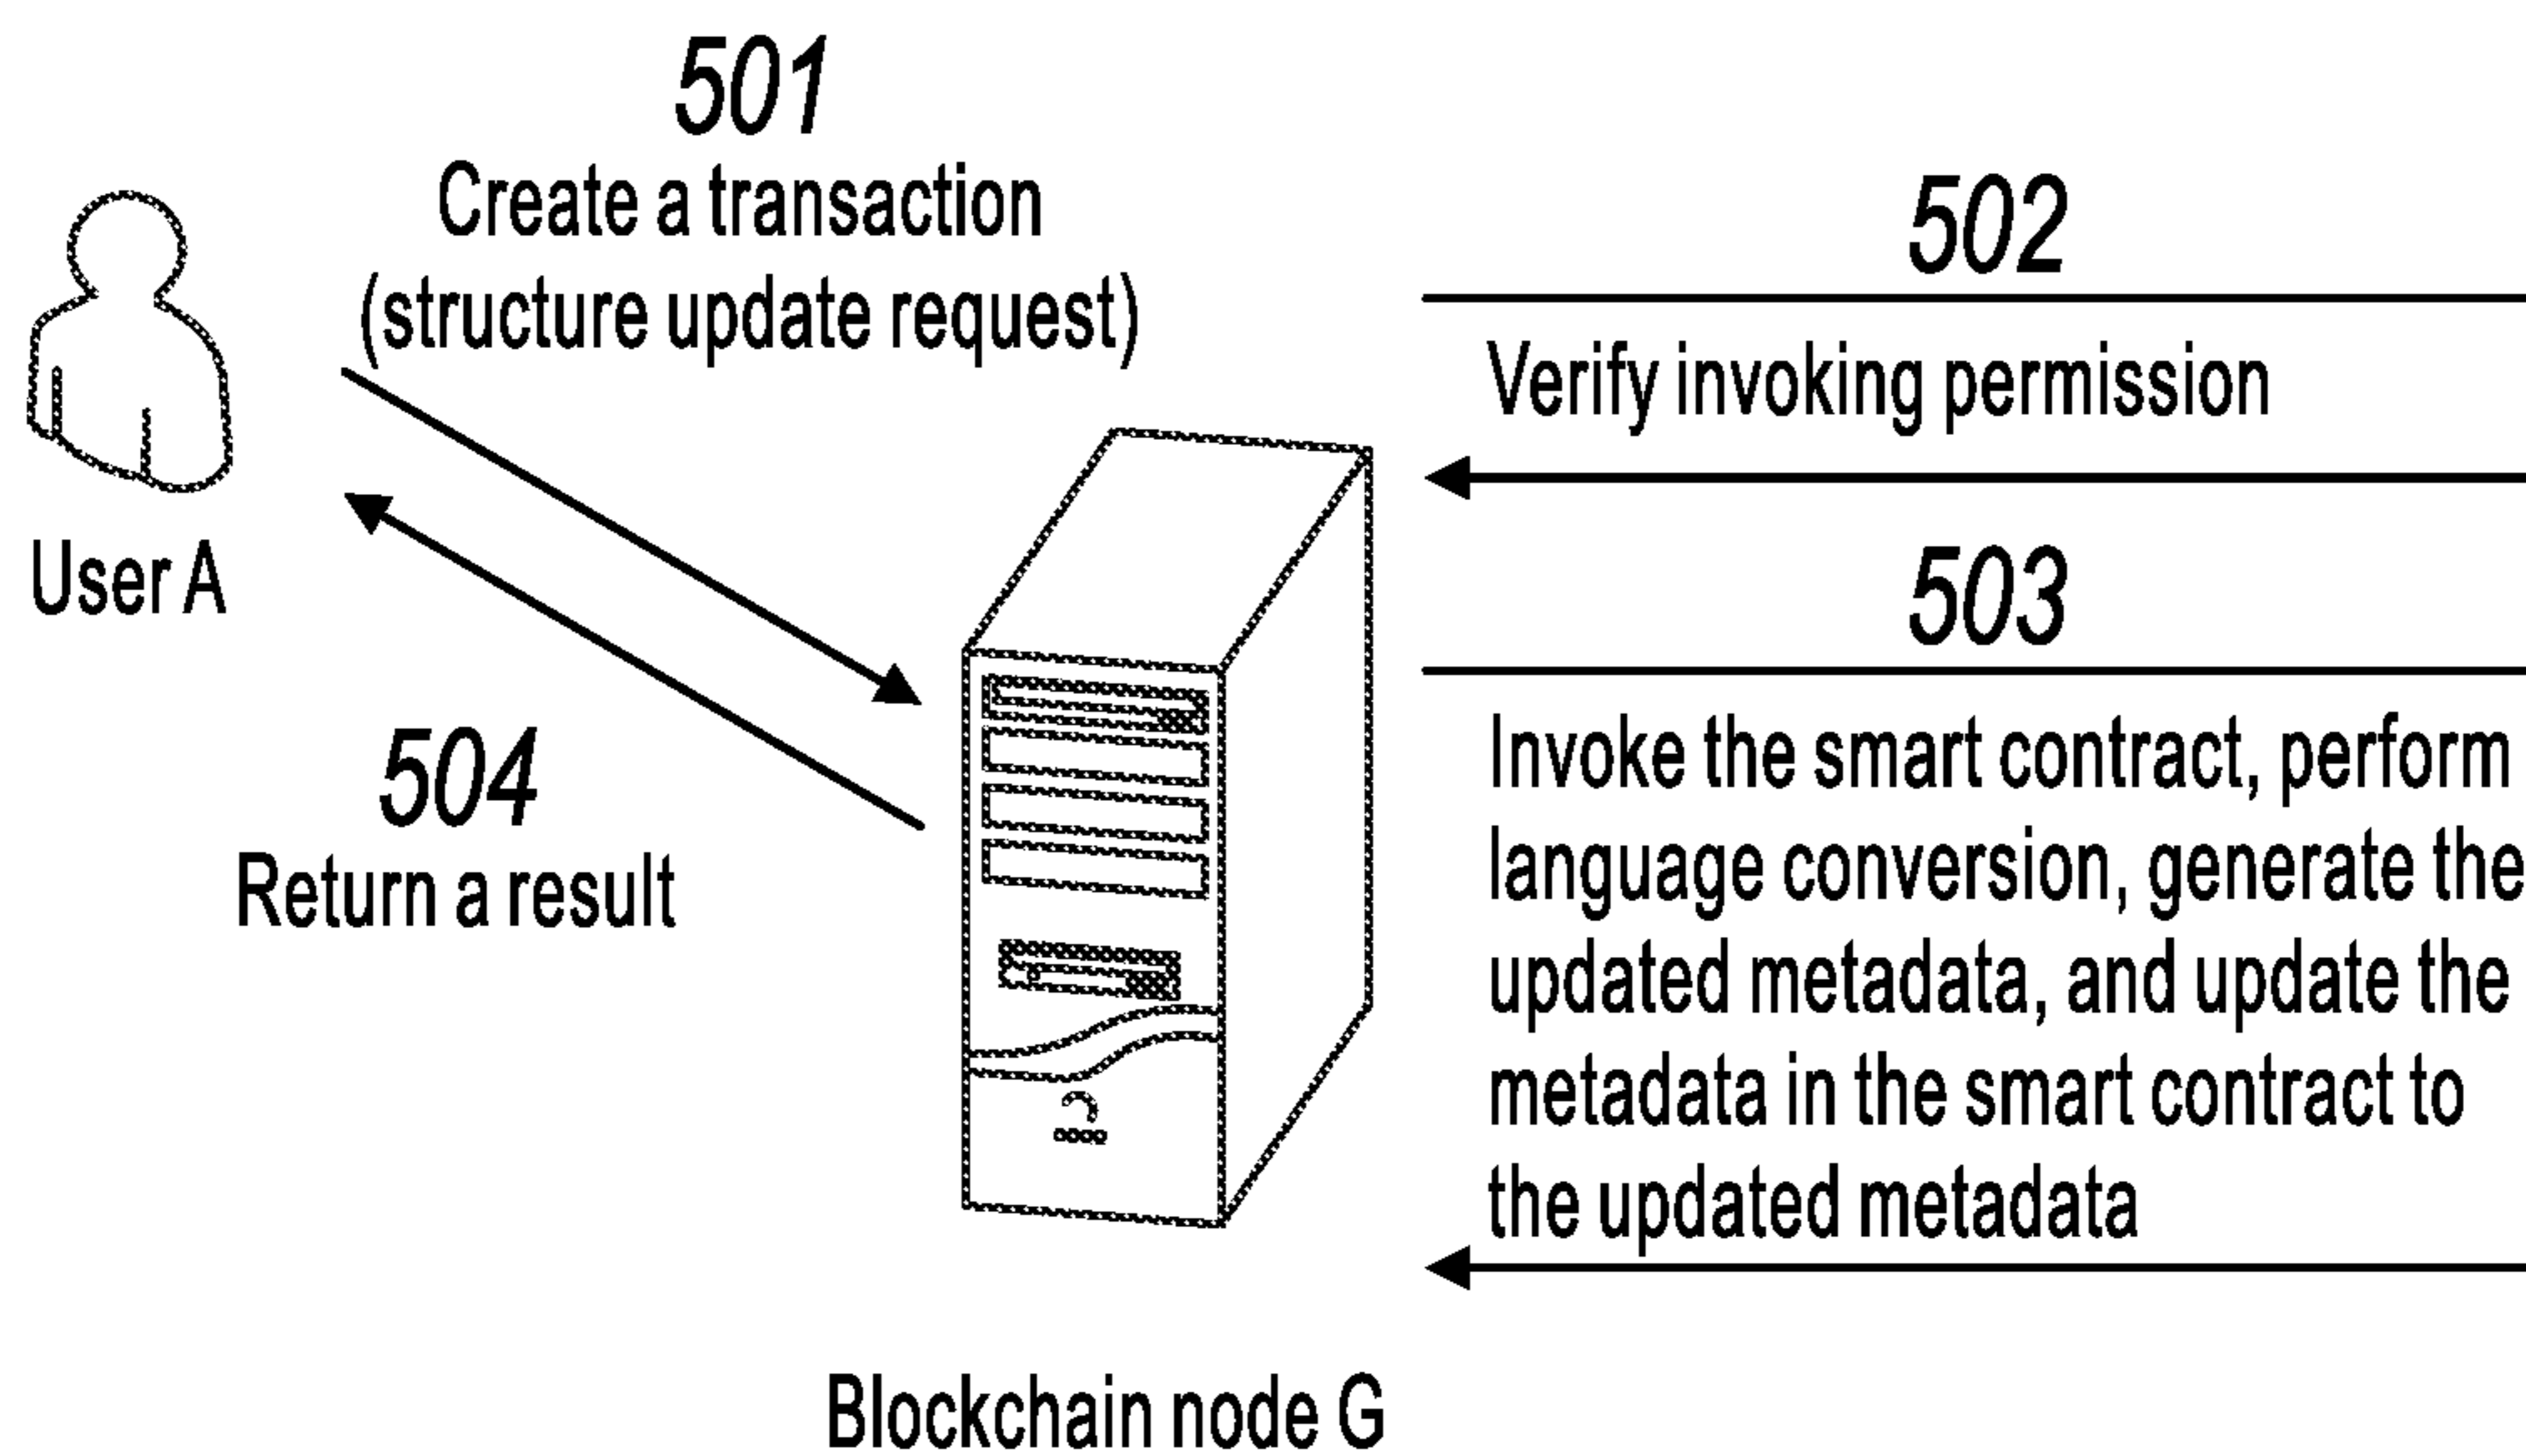 501
Create a transaction
(structure update request)
User A
504
Return a result
502
Verify invoking permission
503
Invoke the smart contract, perform
language conversion, generate the
updated metadata, and update the
metadata in the smart contract to
the updated metadata
Blockchain node G